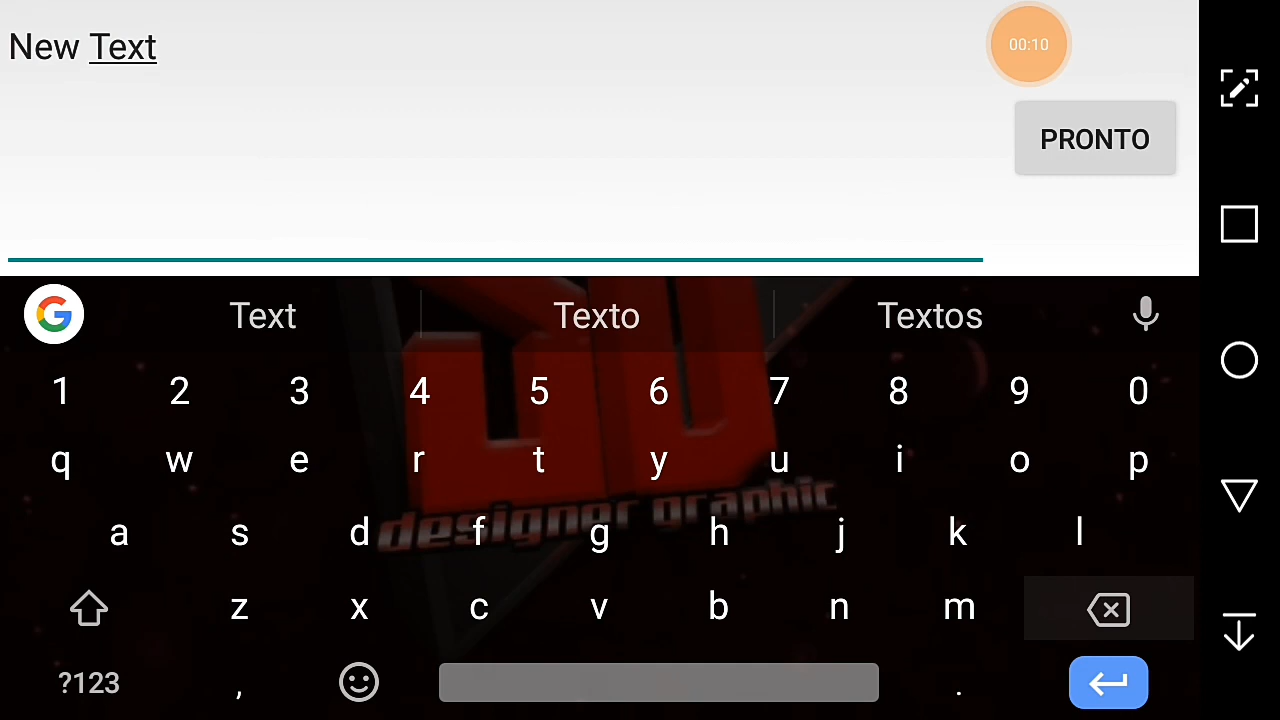 New Text
00:10
PRONTO
Text Texto Textos
1 2 3 4 5 6 7 8 9 0
q w e r t y u i o p
a s d f g h j k l
designer graphic
z x c v b n m
?123 , .